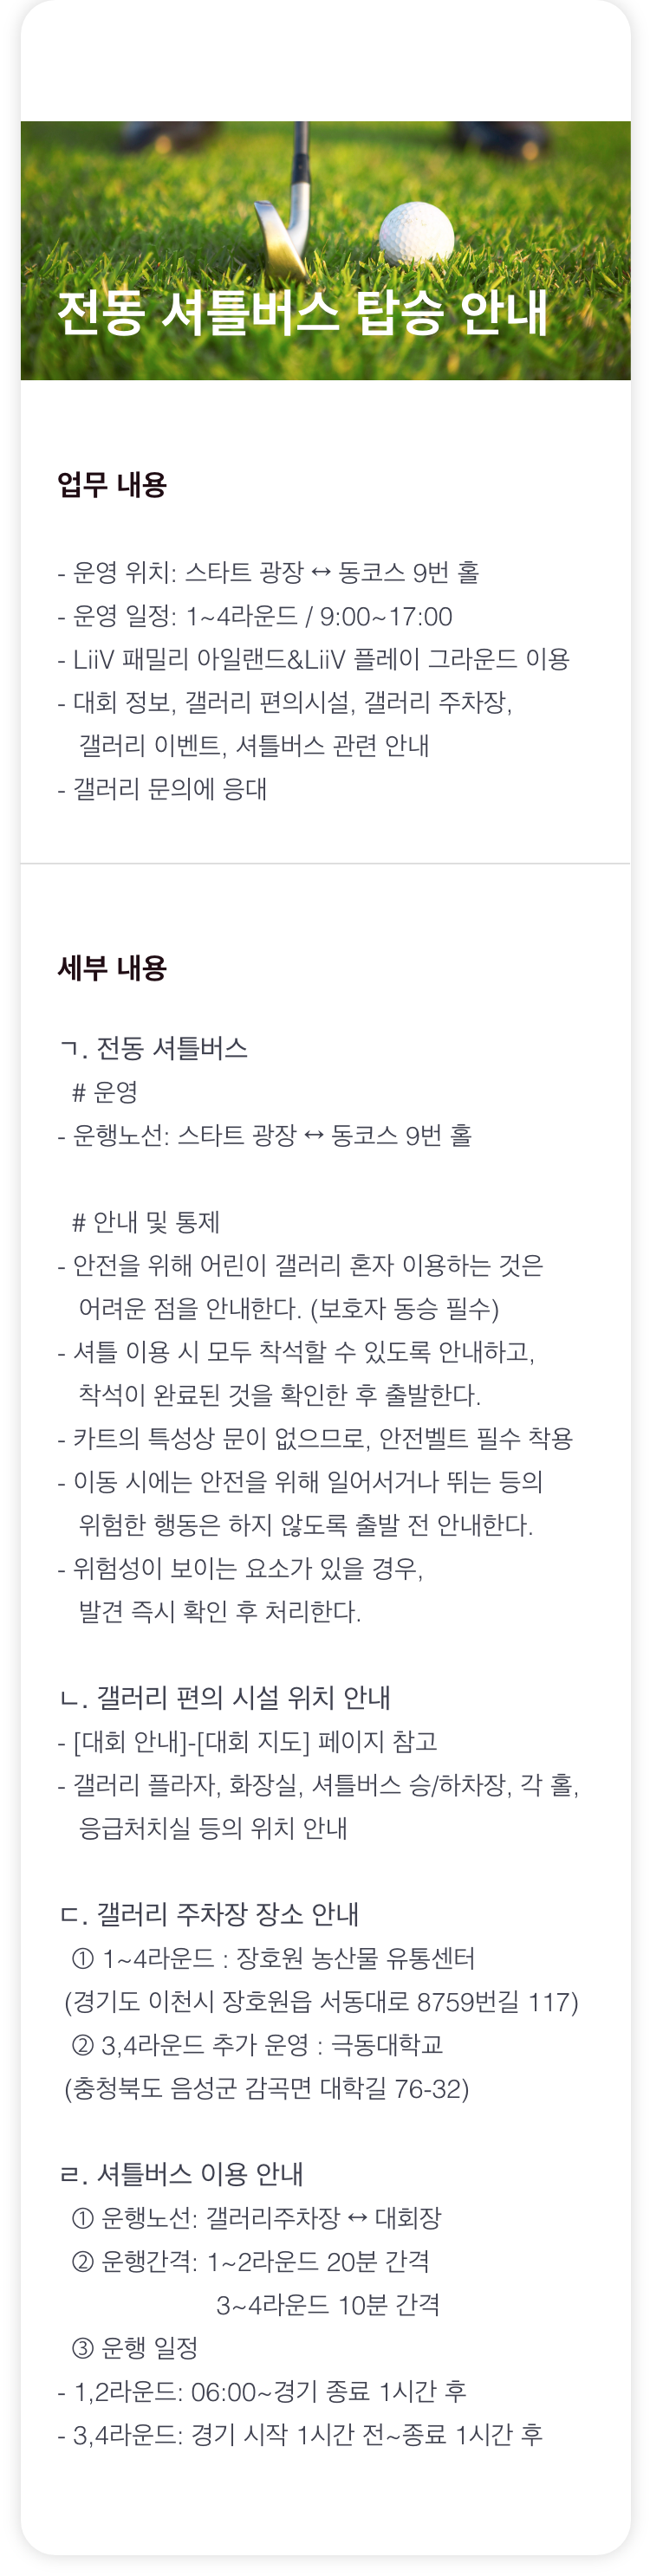 전동 셔틀버스 탑승 안내
업무 내용
- 운영 위치: 스타트 광장 ↔ 동코스 9번 홀
- 운영 일정: 1~4라운드 / 9:00~17:00
- LiiV 패밀리 아일랜드&LiiV 플레이 그라운드 이용
- 대회 정보, 갤러리 편의시설, 갤러리 주차장,
갤러리 이벤트, 셔틀버스 관련 안내
- 갤러리 문의에 응대
세부 내용
ㄱ. 전동 셔틀버스
# 운영
- 운행노선: 스타트 광장 ↔ 동코스 9번 홀
# 안내 및 통제
- 안전을 위해 어린이 갤러리 혼자 이용하는 것은
어려운 점을 안내한다. (보호자 동승 필수)
- 셔틀 이용 시 모두 착석할 수 있도록 안내하고,
착석이 완료된 것을 확인한 후 출발한다.
- 카트의 특성상 문이 없으므로, 안전벨트 필수 착용
- 이동 시에는 안전을 위해 일어서거나 뛰는 등의
위험한 행동은 하지 않도록 출발 전 안내한다.
- 위험성이 보이는 요소가 있을 경우,
발견 즉시 확인 후 처리한다.
ㄴ. 갤러리 편의 시설 위치 안내
- [대회 안내]-[대회 지도] 페이지 참고
- 갤러리 플라자, 화장실, 셔틀버스 승/하차장, 각 홀,
응급처치실 등의 위치 안내
ㄷ. 갤러리 주차장 장소 안내
① 1~4라운드 : 장호원 농산물 유통센터
(경기도 이천시 장호원읍 서동대로 8759번길 117)
② 3,4라운드 추가 운영 : 극동대학교
(충청북도 음성군 감곡면 대학길 76-32)
ㄹ. 셔틀버스 이용 안내
① 운행노선: 갤러리주차장 ↔ 대회장
② 운행간격: 1~2라운드 20분 간격
3~4라운드 10분 간격
③ 운행 일정
- 1,2라운드: 06:00~경기 종료 1시간 후
- 3,4라운드: 경기 시작 1시간 전~종료 1시간 후